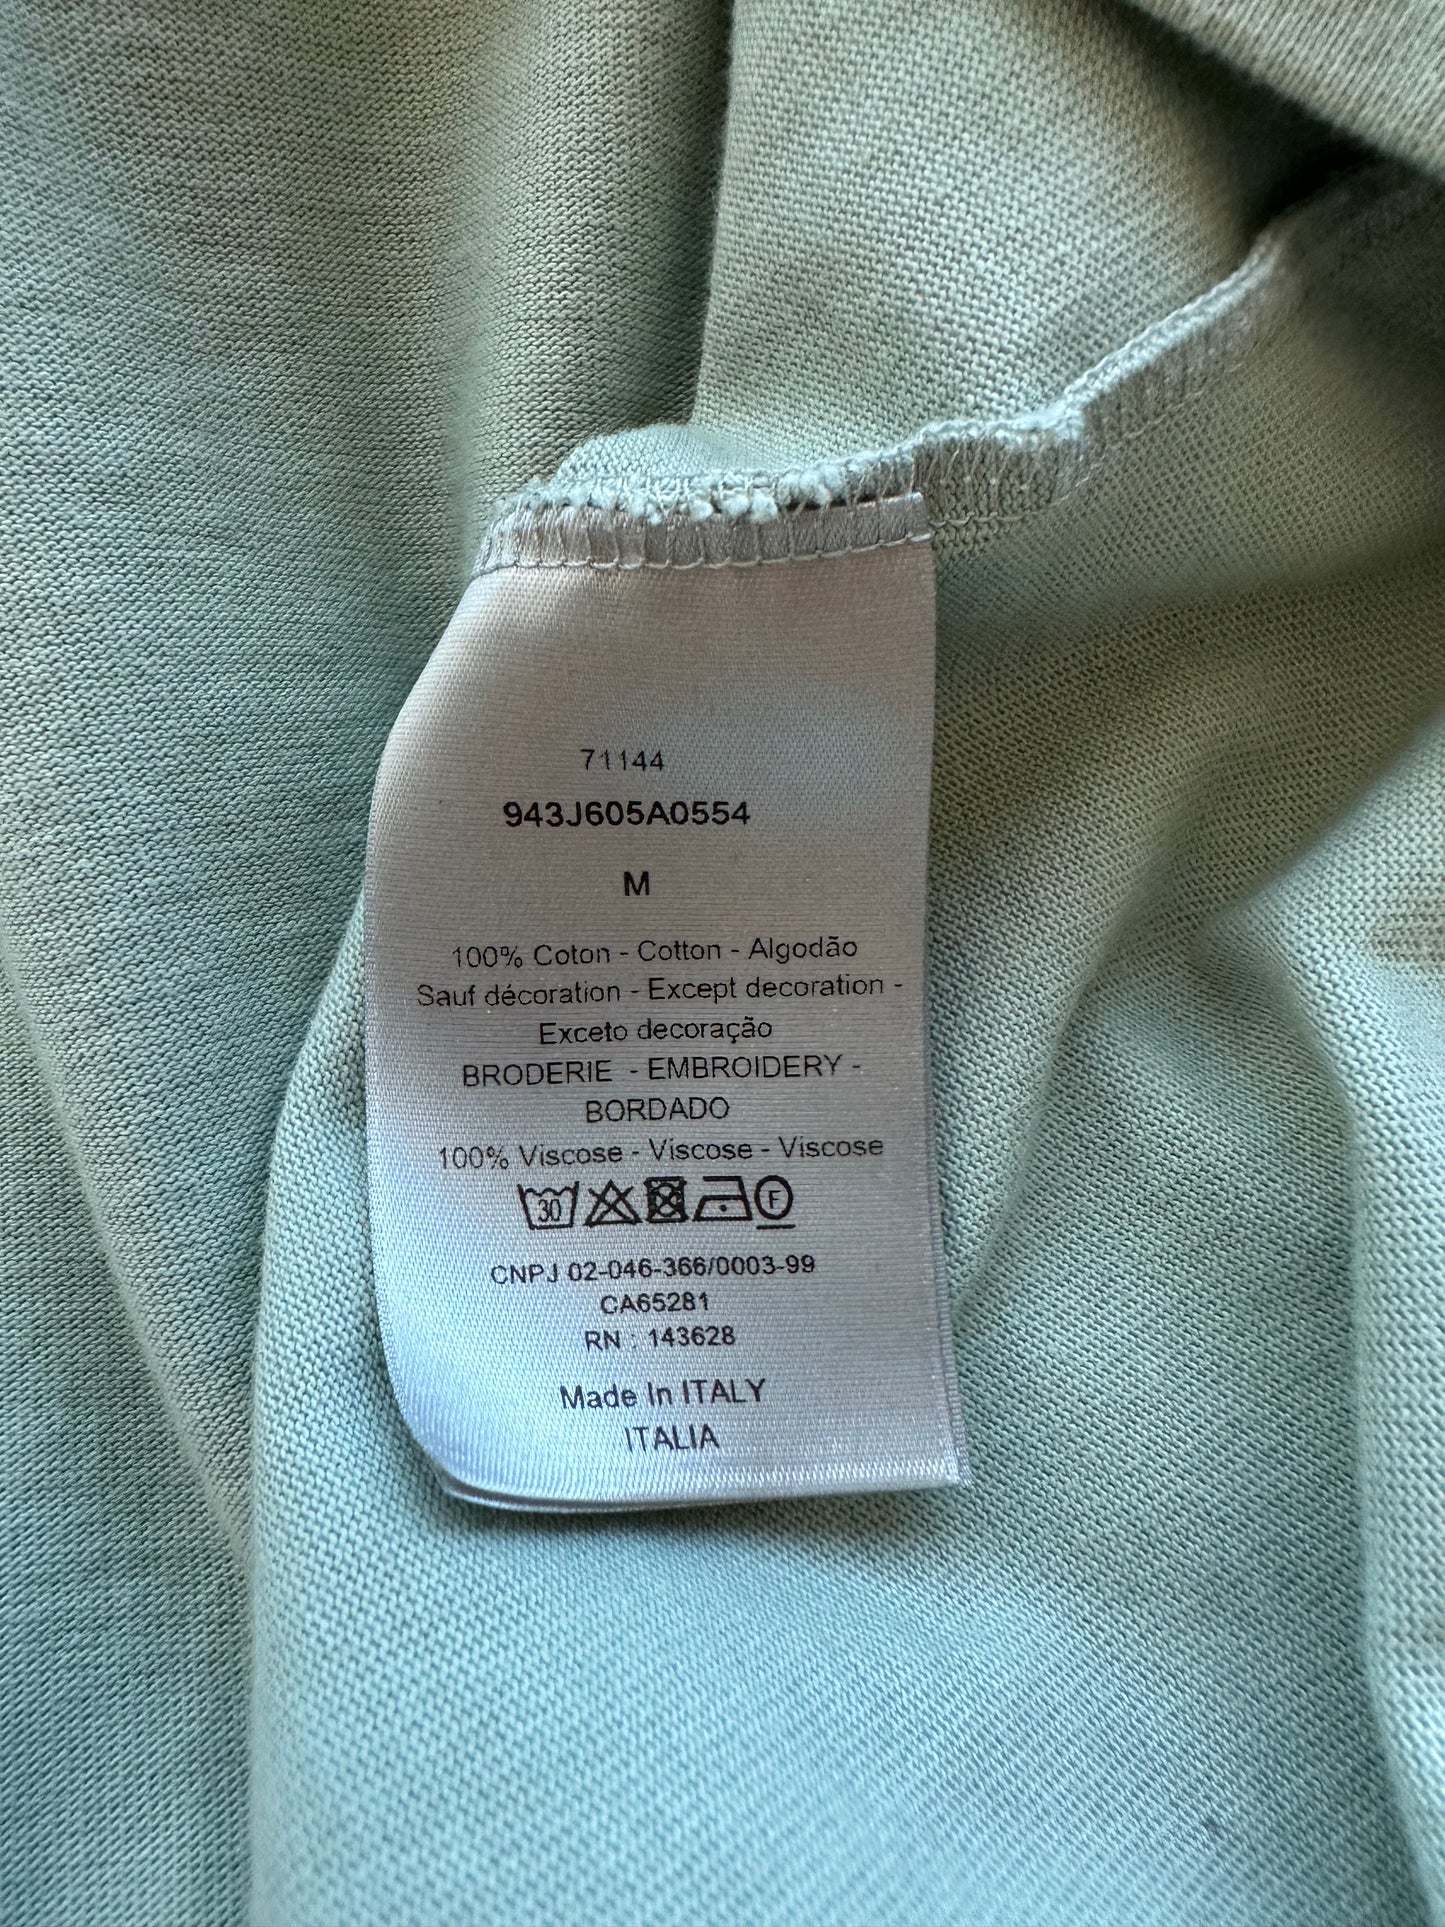 71144
943J605A0554
M
100% Coton - Cotton - Algodão
Sauf décoration - Except decoration -
Exceto decoração
BRODERIE - EMBROIDERY -
BORDADO
100% Viscose - Viscose - Viscose
30 F
CNPJ 02-046-366/0003-99
CA65281
RN : 143628
Made In ITALY
ITALIA